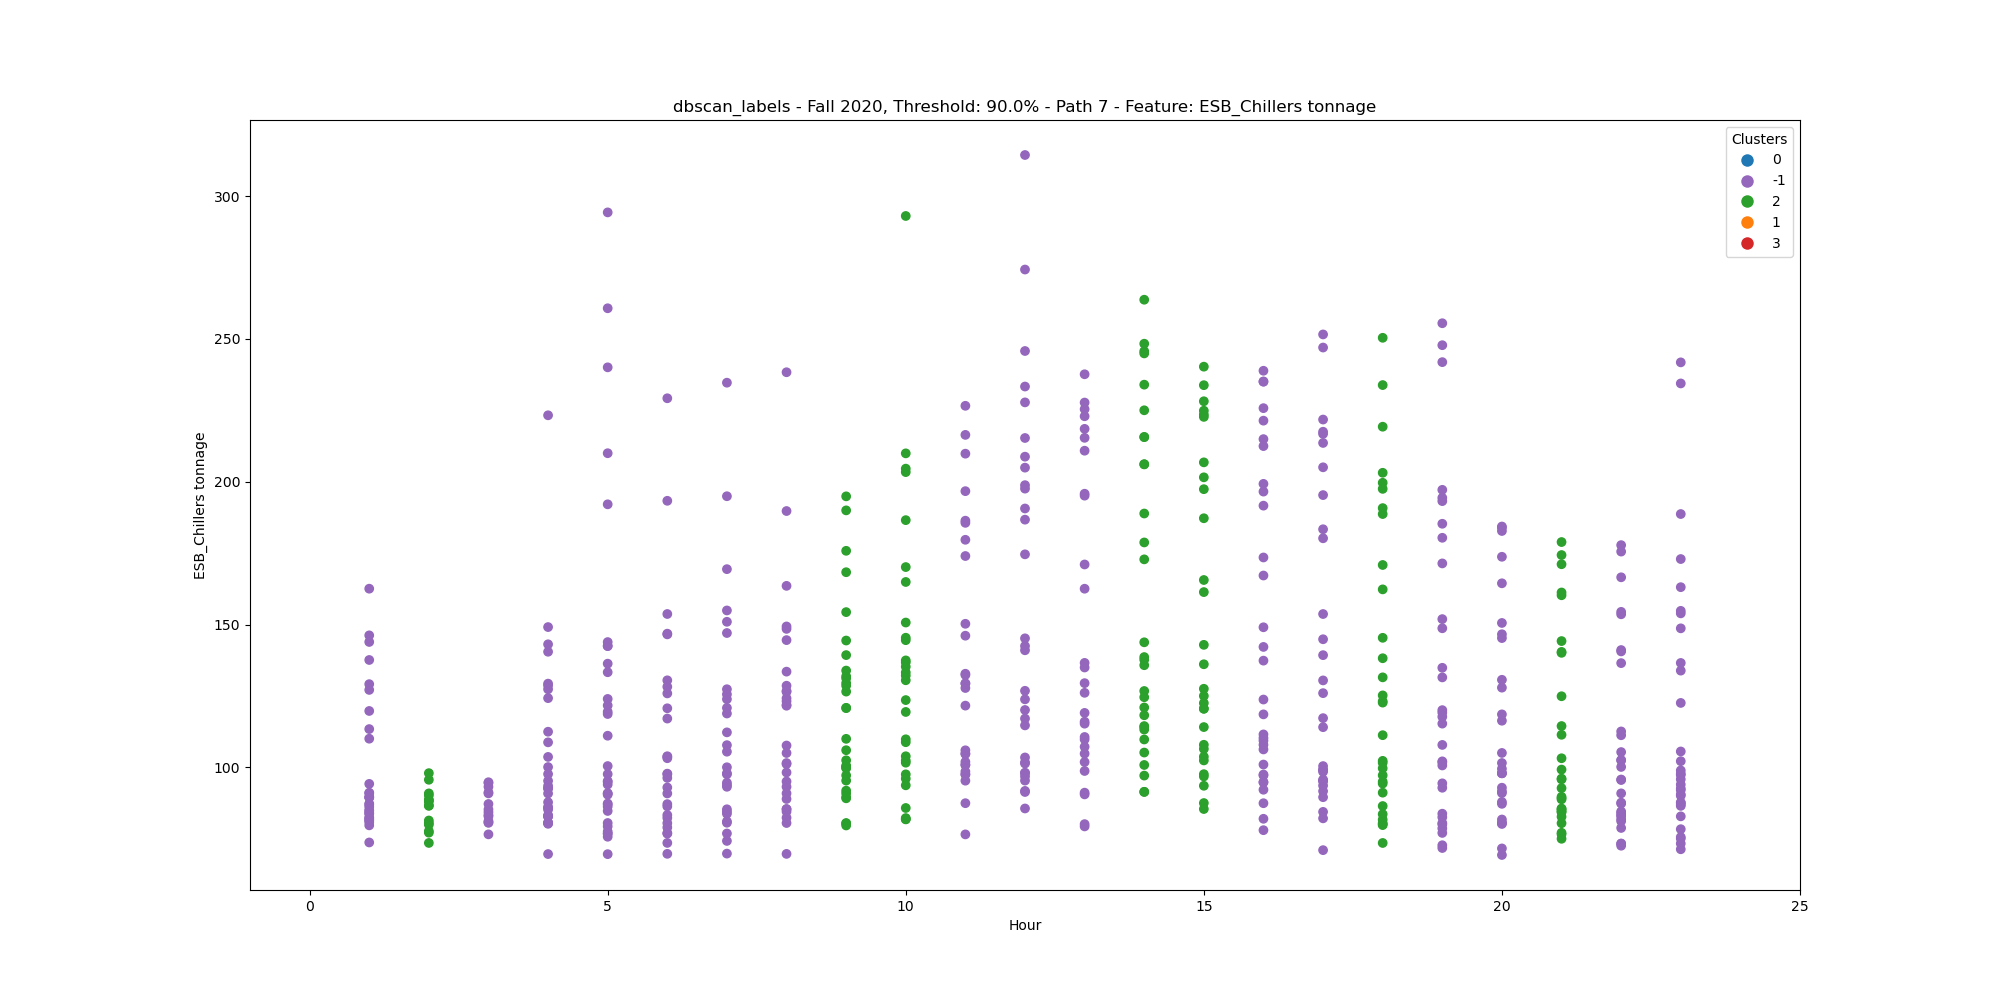 dbscan_labels - Fall 2020, Threshold: 90.0% - Path 7 - Feature: ESB_Chillers tonnage
Clusters
0
-1
2
1
3
300
250
200
150
100
ESB_Chillers tonnage
0 5 10 15 20 25
Hour